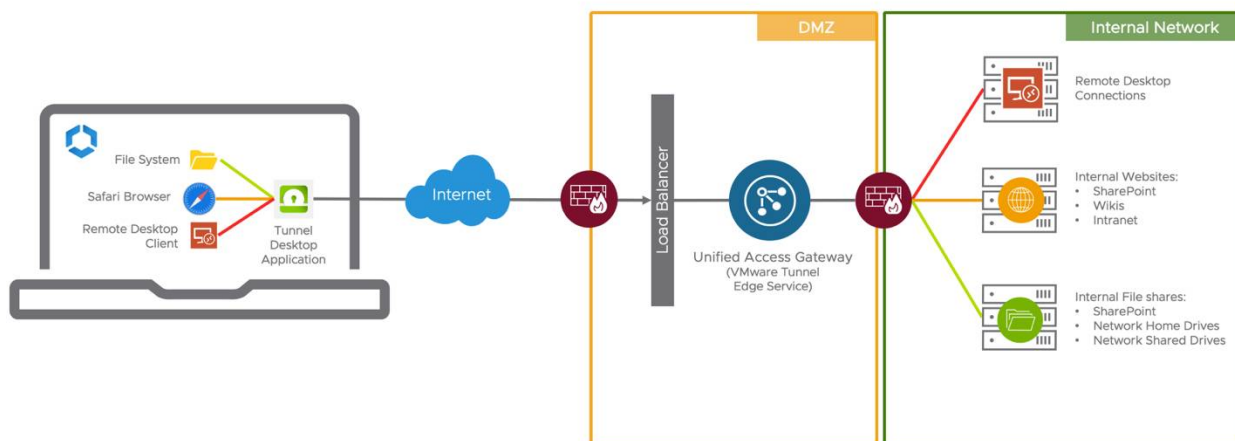 DMZ
Internal Network
File System
Safari Browser
Remote Desktop
Client
Tunnel
Desktop
Application
Internet
Load Balancer
Unified Access Gateway
(VMware Tunnel
Edge Service)
Remote Desktop
Connections
Internal Websites:
• SharePoint
• Wikis
• Intranet
Internal File shares:
• SharePoint
• Network Home Drives
• Network Shared Drives